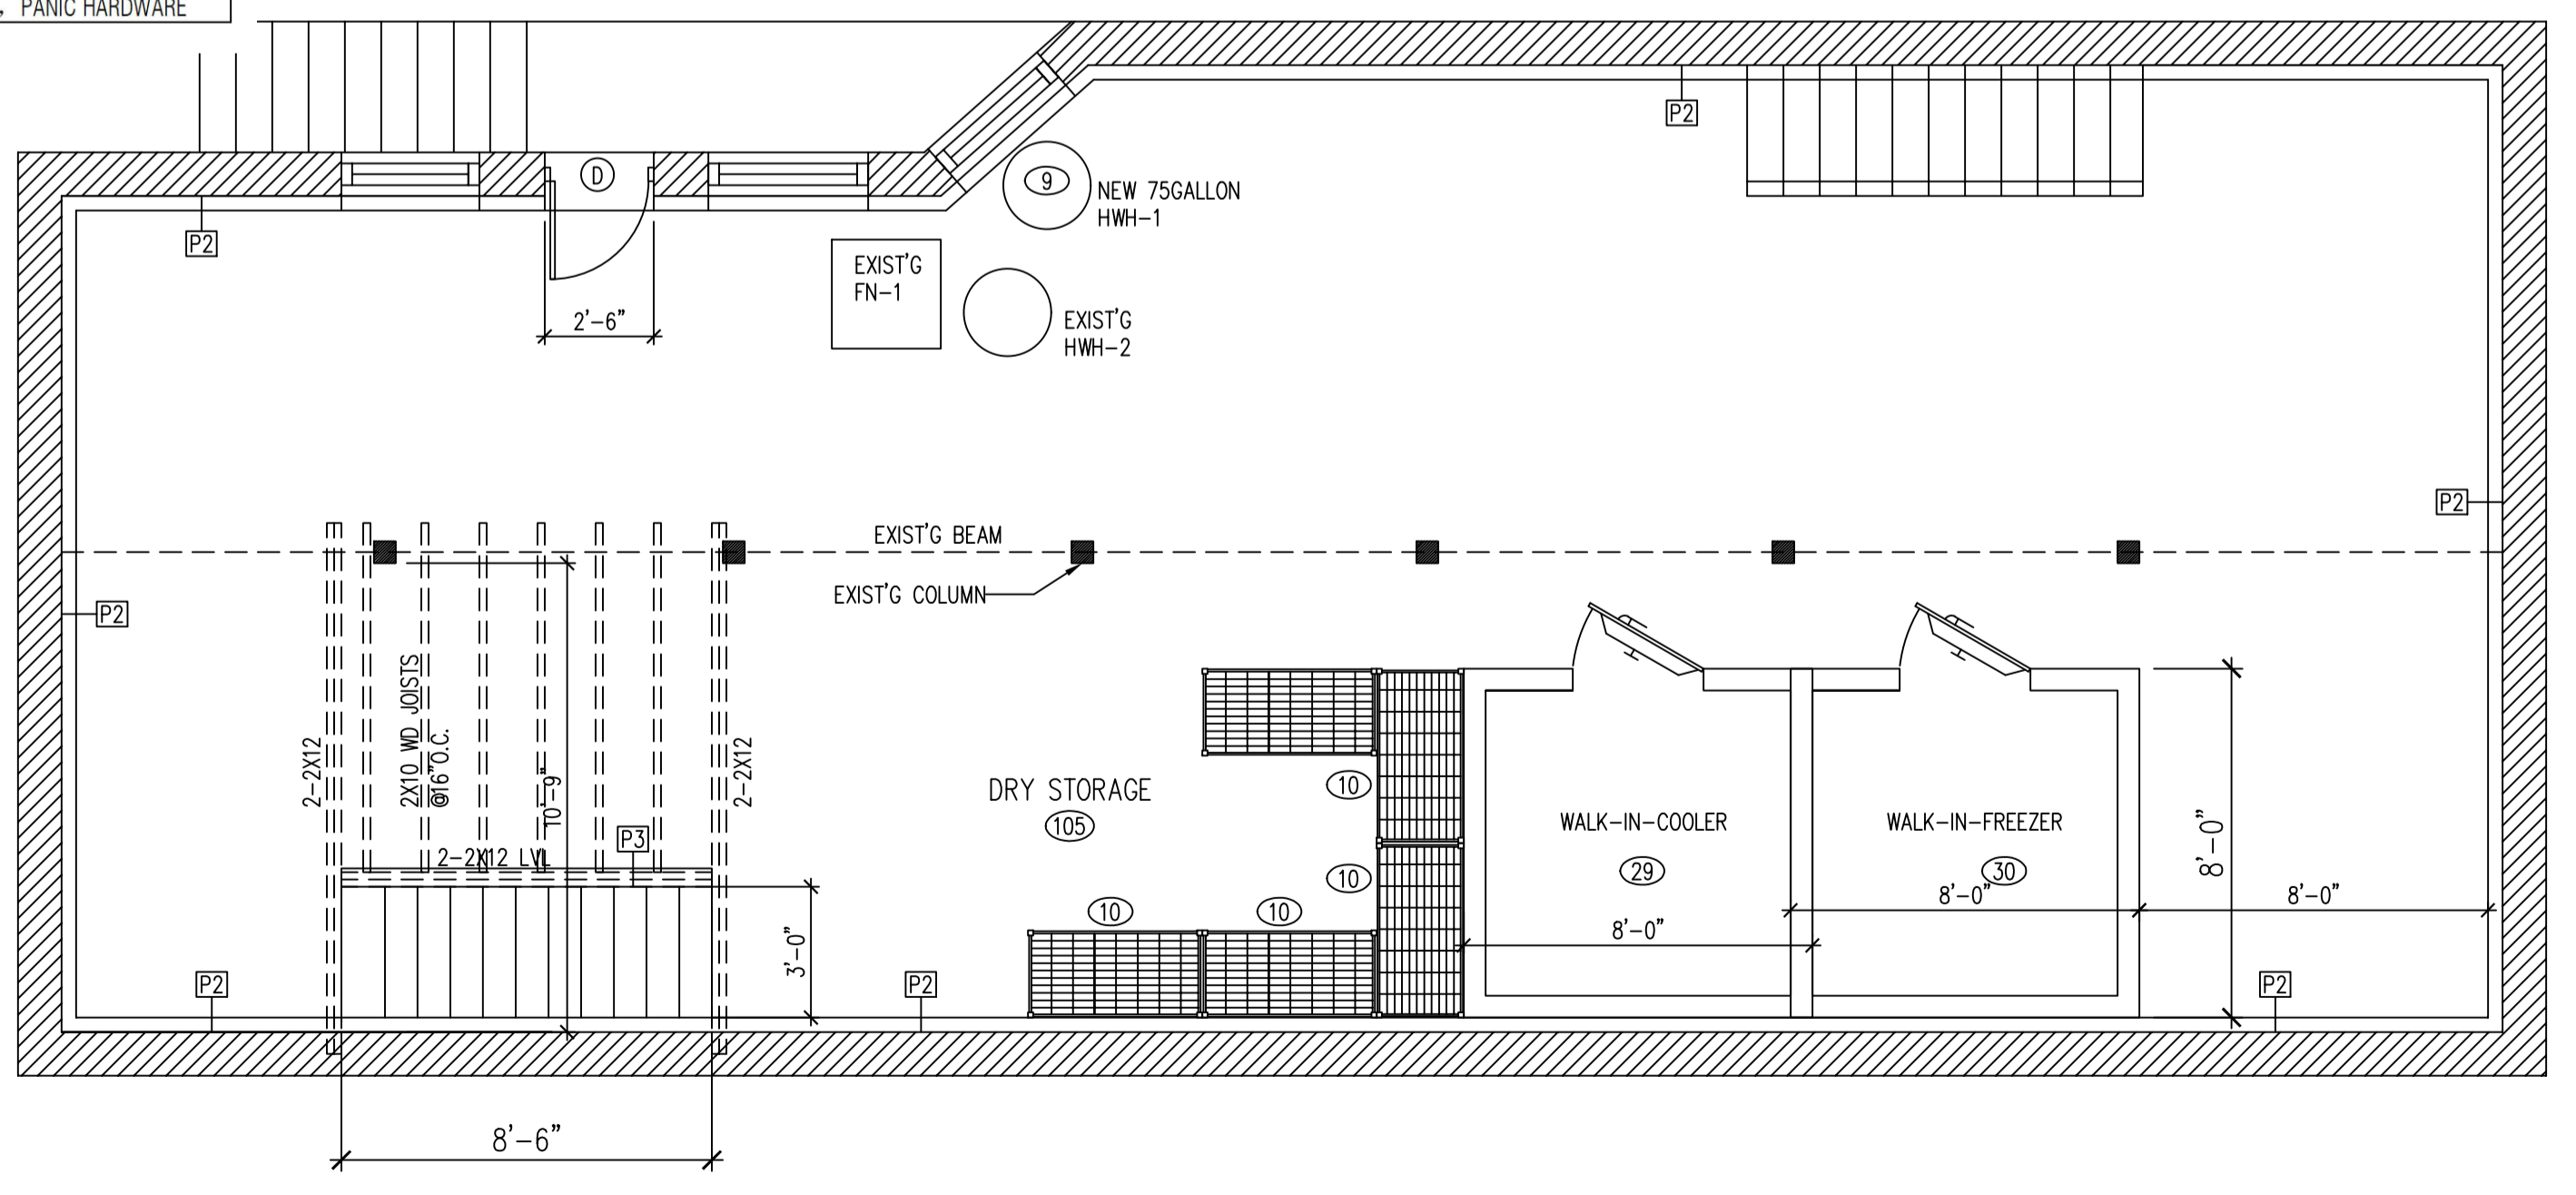 , PANIC HARDWARE
P2
D
9
NEW 75GALLON
HWH-1
P2
EXIST'G
FN-1
2'-6"
EXIST'G
HWH-2
P2
EXIST'G BEAM
EXIST'G COLUMN
P2
2-2X12
2X10 WD JOISTS
@16"O.C.
10'-9"
2-2X12
DRY STORAGE
105
10
WALK-IN-COOLER
29
WALK-IN-FREEZER
30
8'-0"
P3
2-2X12 LVL
10
10
10
8'-0"
8'-0"
8'-0"
3'-0"
P2
P2
P2
8'-6"